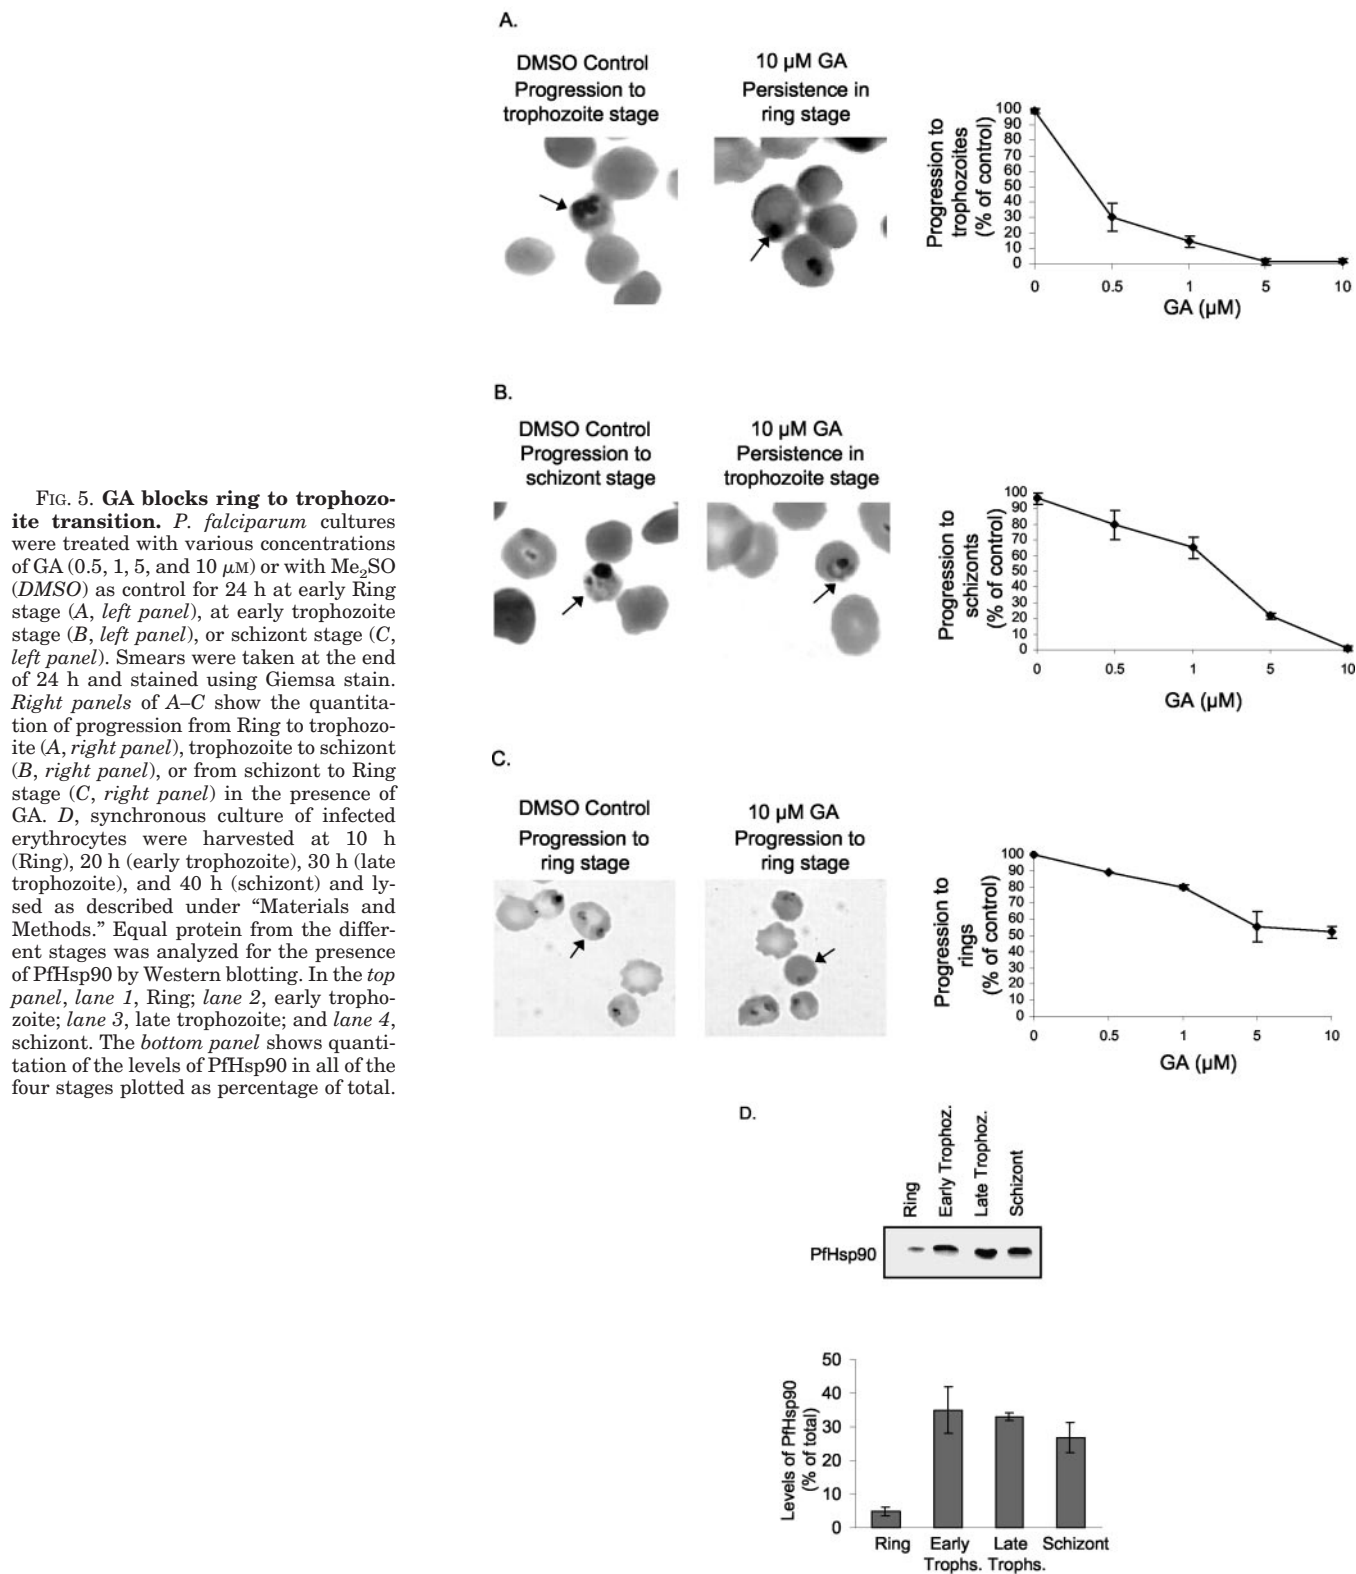 A.
DMSO Control
Progression to
trophozoite stage
10 µM GA
Persistence in
ring stage
Progression to
trophozoites
(% of control)
100
90
80
70
60
50
40
30
20
10
0
0
0.5
1
5
10
GA (µM)
B.
DMSO Control
Progression to
schizont stage
10 µM GA
Persistence in
trophozoite stage
Progression to
schizonts
(% of control)
100
90
80
70
60
50
40
30
20
10
0
0
0.5
1
5
10
GA (µM)
FIG. 5. GA blocks ring to trophozo-
ite transition. P. falciparum cultures
were treated with various concentrations
of GA (0.5, 1, 5, and 10 µM) or with Me₂SO
(DMSO) as control for 24 h at early Ring
stage (A, left panel), at early trophozoite
stage (B, left panel), or schizont stage (C,
left panel). Smears were taken at the end
of 24 h and stained using Giemsa stain.
Right panels of A–C show the quantita-
tion of progression from Ring to trophozo-
ite (A, right panel), trophozoite to schizont
(B, right panel), or from schizont to Ring
stage (C, right panel) in the presence of
GA. D, synchronous culture of infected
erythrocytes were harvested at 10 h
(Ring), 20 h (early trophozoite), 30 h (late
trophozoite), and 40 h (schizont) and ly-
sed as described under “Materials and
Methods.” Equal protein from the differ-
ent stages was analyzed for the presence
of PfHsp90 by Western blotting. In the top
panel, lane 1, Ring; lane 2, early tropho-
zoite; lane 3, late trophozoite; and lane 4,
schizont. The bottom panel shows quanti-
tation of the levels of PfHsp90 in all of the
four stages plotted as percentage of total.
C.
DMSO Control
Progression to
ring stage
10 µM GA
Progression to
ring stage
Progression to
rings
(% of control)
100
90
80
70
60
50
40
30
20
10
0
0
0.5
1
5
10
GA (µM)
D.
Ring
Early Trophoz.
Late Trophoz.
Schizont
PfHsp90
Levels of PfHsp90
(% of total)
50
40
30
20
10
0
Ring
Early
Trophs.
Late
Trophs.
Schizont